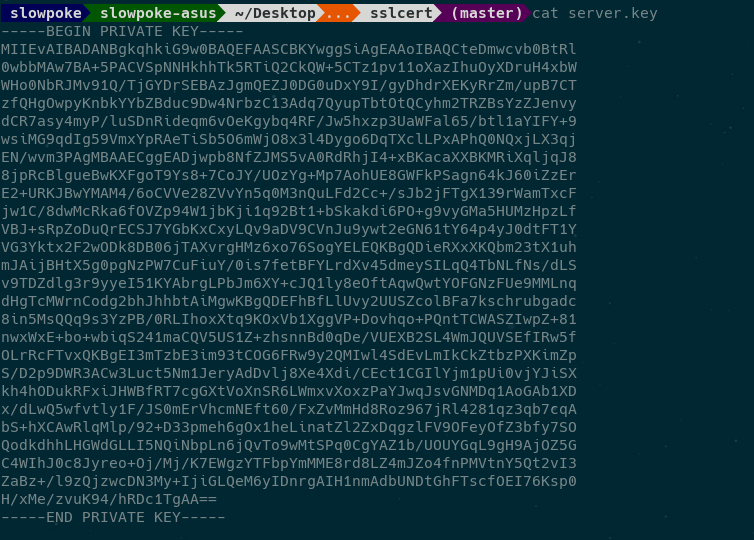 slowpoke slowpoke-asus ~/Desktop ... sslcert (master) cat server.key
-----BEGIN PRIVATE KEY-----
MIIEvAIBADANBgkqhkiG9w0BAQEFAASCBKYwggSiAgEAAoIBAQCteDmwcvb0BtRl
0wbbMAw7BA+5PACVSpNNHkhhTk5RTiQ2CkQW+5CTz1pv11oXazIhuOyXDruH4xbW
WHo0NbRJMv91Q/TjGYDrSEBAzJgmQEZJ0DG0uDxY9I/gyDhdrXEKyRrZm/upB7CT
zfQHgOwpyKnbkYYbZBduc9Dw4NrbzC13Adq7QyupTbtOtQCyhm2TRZBsYzZJenvy
dCR7asy4myP/luSDnRideqm6vOeKgybq4RF/Jw5hxzp3UaWFal65/btl1aYIFY+9
wsiMG9qdIg59VmxYpRAeTiSb5O6mWjO8x3l4Dygo6DqTXclLPxAPhQ0NQxjLX3qj
EN/wvm3PAgMBAAECggEADjwpb8NfZJMS5vA0RdRhjI4+xBKacaXXBKMRiXqljqJ8
8jpRcBlgueBwKXFgoT9Ys8+7CoJY/UOzYg+Mp7AohUE8GWFkPSagn64kJ60iZzEr
E2+URKJBwYMAM4/6oCVVe28ZVvYn5q0M3nQuLFd2Cc+/sJb2jFTgX139rWamTxcF
jw1C/8dwMcRka6fOVZp94W1jbKji1q92Bt1+bSkakdi6PO+g9vyGMa5HUMzHpzLf
VBJ+sRpZoDuQrECSJ7YGbKxCxyLQv9aDV9CVnJu9ywt2eGN61tY64p4yJ0dtFT1Y
VG3Yktx2F2wODk8DB06jTAXvrgHMz6xo76SogYELEQKBgQDieRXxXKQbm23tX1uh
mJAijBHtX5g0pgNzPW7CuFiuY/0is7fetBFYLrdXv45dmeySILqQ4TbNLfNs/dLS
v9TDZdlg3r9yyeI51KYAbrgLPbJm6XY+cJQ1ly8eOftAqwQwtYOFGNzFUe9MMLnq
dHgTcMWrnCodg2bhJhhbtAiMgwKBgQDEFhBfLlUvy2UUSZcolBFa7kschrubgadc
8in5MsQQq9s3YzPB/0RLIhoxXtq9KOxVb1XggVP+Dovhqo+PQntTCWASZIwpZ+81
nwxWxE+bo+wbiqS241maCQV5US1Z+zhsnnBd0qDe/VUEXB2SL4WmJQUVSEfIRw5f
OLrRcFTvxQKBgEI3mTzbE3im93tCOG6FRw9y2QMIwl4SdEvLmIkCkZtbzPXKimZp
S/D2p9DWR3ACw3Luct5Nm1JeryAdDvlj8Xe4Xdi/CEct1CGIlYjm1pUi0vjYJiSX
kh4hODukRFxiJHWBfRT7cgGXtVoXnSR6LWmxvXoxzPaYJwqJsvGNMDq1AoGAb1XD
x/dLwQ5wfvtly1F/JS0mErVhcmNEft60/FxZvMmHd8Roz967jRl4281qz3qb7cqA
bS+hXCAwRlqMlp/92+D33pmeh6gOx1heLinatZl2ZxDqgzlFV9OFeyOfZ3bfy7SO
QodkdhhLHGWdGLLI5NQiNbpLn6jQvTo9wMtSPq0CgYAZ1b/UOUYGqL9gH9AjOZ5G
C4WIhJ0c8Jyreo+Oj/Mj/K7EWgzYTFbpYmMME8rd8LZ4mJZo4fnPMVtnY5Qt2vI3
ZaBz+/l9zQjzwcDN3My+IjiGLQeM6yIDnrgAIH1nmAdbUNDtGhFTscfOEI76Ksp0
H/xMe/zvuK94/hRDc1TgAA==
-----END PRIVATE KEY-----